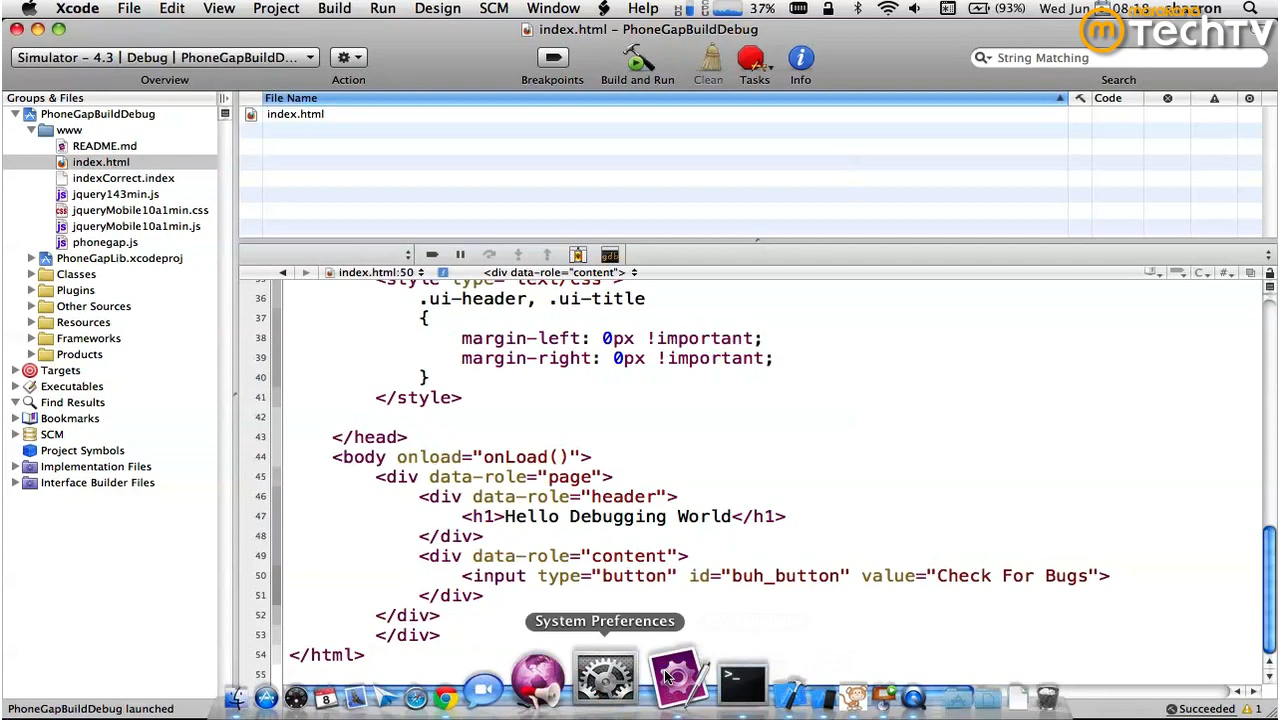 Xcode File Edit View Project Build Run Design SCM Window Help 37% (93%) Wed Jun
TechTV
index.html - PhoneGapBuildDebug
Simulator - 4.3 | Debug | PhoneGapBuildD...
String Matching
Overview Action Breakpoints Build and Run Clean Tasks Info Search
Groups & Files
File Name Code
PhoneGapBuildDebug
index.html
www
README.md
index.html
indexCorrect.index
jquery143min.js
jqueryMobile10a1min.css
jqueryMobile10a1min.js
phonegap.js
PhoneGapLib.xcodeproj
Classes
Plugins
Other Sources
Resources
Frameworks
Products
Targets
Executables
Find Results
Bookmarks
SCM
Project Symbols
Implementation Files
Interface Builder Files
gdb
index.html:50 <div data-role="content"> C #
<style type="text/css">
36 .ui-header, .ui-title
37 {
38 margin-left: 0px !important;
39 margin-right: 0px !important;
40 }
41 </style>
42
43 </head>
44 <body onload="onLoad()">
45 <div data-role="page">
46 <div data-role="header">
47 <h1>Hello Debugging World</h1>
48 </div>
49 <div data-role="content">
50 <input type="button" id="buh_button" value="Check For Bugs">
51 </div>
52 </div>
53 </div>
54 </html>
55
System Preferences
PhoneGapBuildDebug launched
Succeeded 1